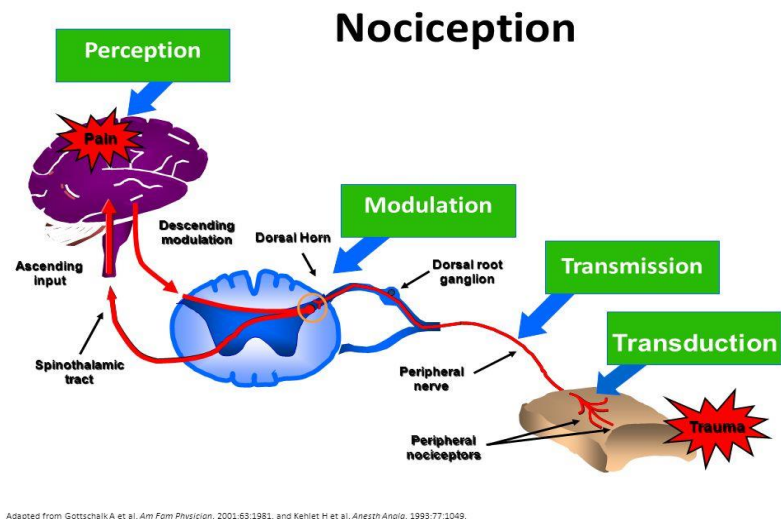 Nociception
Perception
Pain
Modulation
Descending
modulation
Dorsal Horn
Ascending
input
Dorsal root
ganglion
Transmission
Spinothalamic
tract
Transduction
Peripheral
nerve
Trauma
Peripheral
nociceptors
Adapted from Gottschalk A et al. Am Fam Physician. 2001;63:1981, and Kehlet H et al. Anesth Analg. 1993;77:1049.